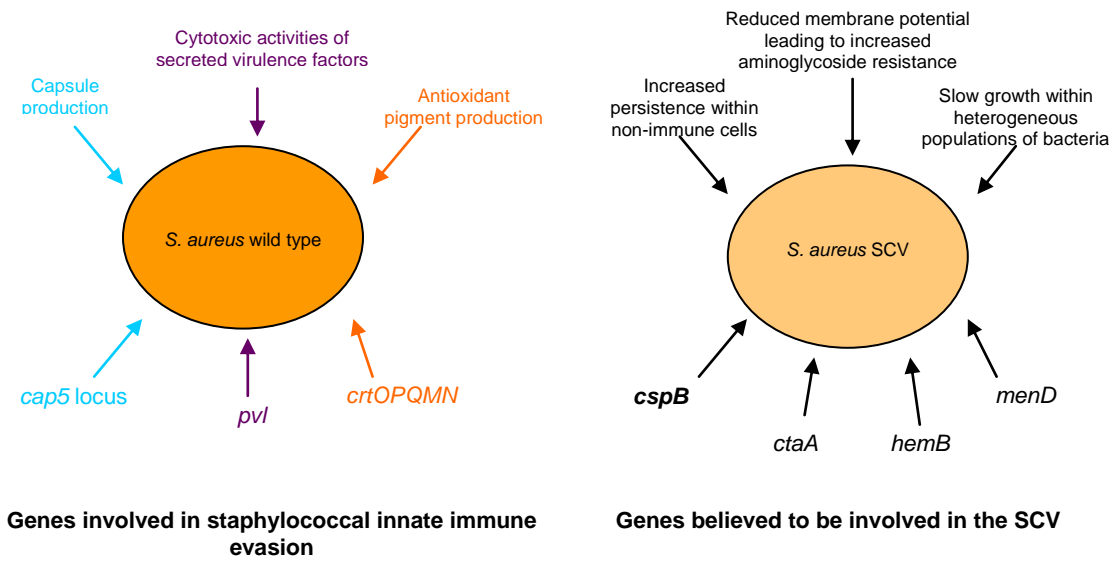 Cytotoxic activities of
secreted virulence factors
Capsule
production
Antioxidant
pigment production
S. aureus wild type
cap5 locus
pvl
crtOPQMN
Genes involved in staphylococcal innate immune
evasion
Reduced membrane potential
leading to increased
aminoglycoside resistance
Increased
persistence within
non-immune cells
Slow growth within
heterogeneous
populations of bacteria
S. aureus SCV
cspB
ctaA
hemB
menD
Genes believed to be involved in the SCV